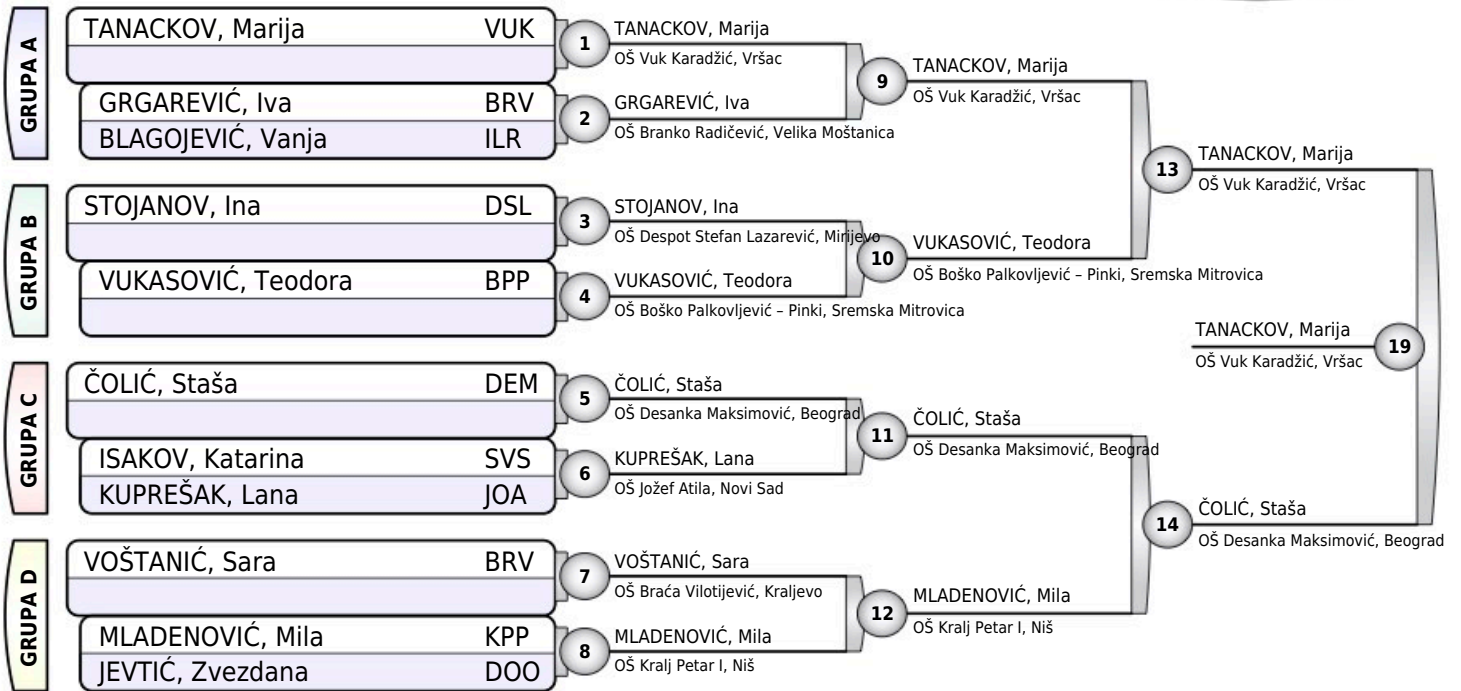 GRUPA A
TANACKOV, Marija VUK
GRGAREVIĆ, Iva BRV
BLAGOJEVIĆ, Vanja ILR
GRUPA B
STOJANOV, Ina DSL
VUKASOVIĆ, Teodora BPP
GRUPA C
ČOLIĆ, Staša DEM
ISAKOV, Katarina SVS
KUPREŠAK, Lana JOA
GRUPA D
VOŠTANIĆ, Sara BRV
MLADENOVIĆ, Mila KPP
JEVTIĆ, Zvezdana DOO
1
TANACKOV, Marija
OŠ Vuk Karadžić, Vršac
2
GRGAREVIĆ, Iva
OŠ Branko Radičević, Velika Moštanica
3
STOJANOV, Ina
OŠ Despot Stefan Lazarević, Mirijevo
4
VUKASOVIĆ, Teodora
OŠ Boško Palkovljević – Pinki, Sremska Mitrovica
5
ČOLIĆ, Staša
OŠ Desanka Maksimović, Beograd
6
KUPREŠAK, Lana
OŠ Jožef Atila, Novi Sad
7
VOŠTANIĆ, Sara
OŠ Braća Vilotijević, Kraljevo
8
MLADENOVIĆ, Mila
OŠ Kralj Petar I, Niš
9
TANACKOV, Marija
OŠ Vuk Karadžić, Vršac
10
VUKASOVIĆ, Teodora
OŠ Boško Palkovljević – Pinki, Sremska Mitrovica
11
ČOLIĆ, Staša
OŠ Desanka Maksimović, Beograd
12
MLADENOVIĆ, Mila
OŠ Kralj Petar I, Niš
13
TANACKOV, Marija
OŠ Vuk Karadžić, Vršac
14
ČOLIĆ, Staša
OŠ Desanka Maksimović, Beograd
TANACKOV, Marija
OŠ Vuk Karadžić, Vršac
19